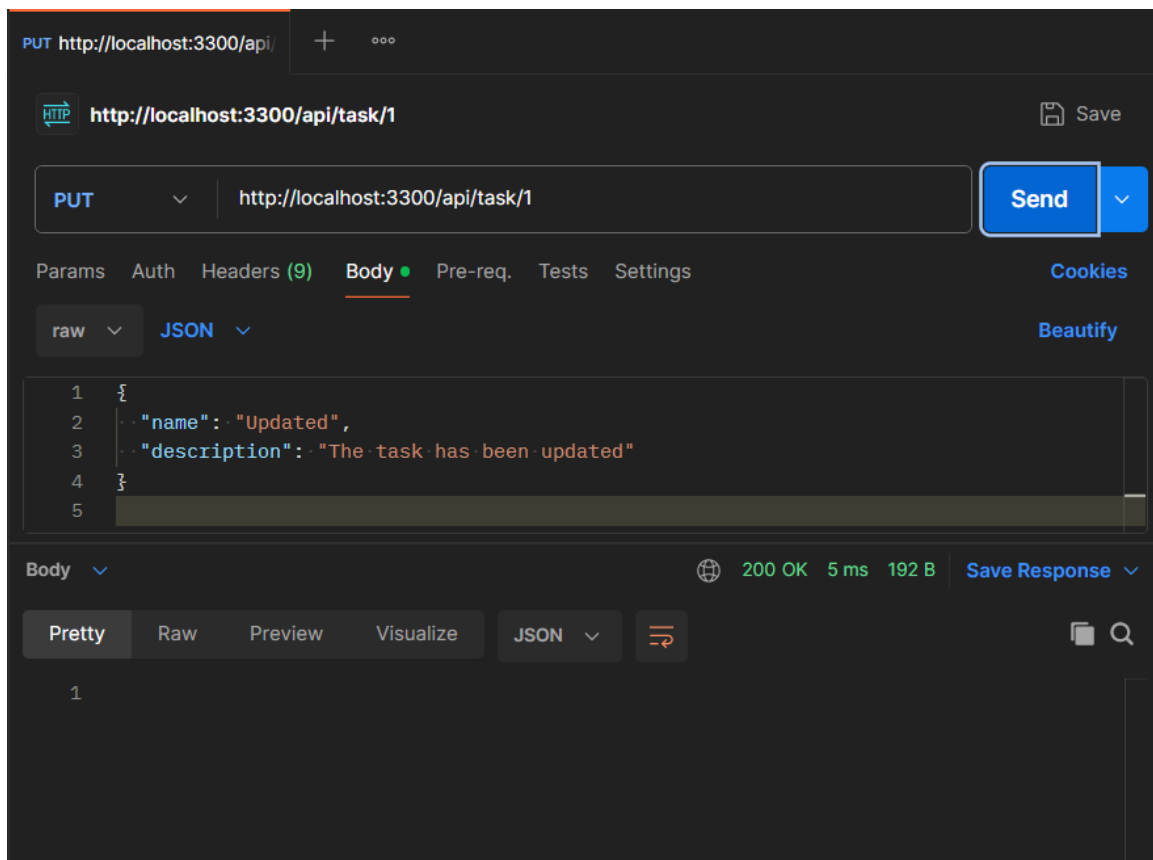 PUT http://localhost:3300/api/
HTTP http://localhost:3300/api/task/1 Save
PUT http://localhost:3300/api/task/1 Send
Params Auth Headers (9) Body Pre-req. Tests Settings Cookies
raw JSON Beautify
1 {
2 "name": "Updated",
3 "description": "The task has been updated"
4 }
5
Body 200 OK 5 ms 192 B Save Response
Pretty Raw Preview Visualize JSON
1